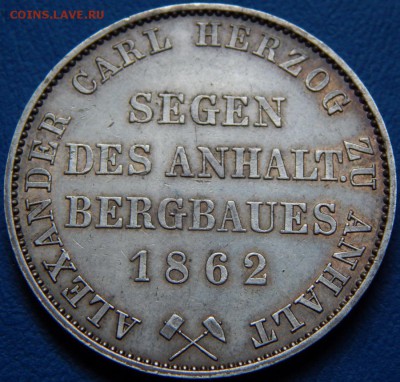 COINS.LAVE.RU
ALEXANDER CARL HERZOG ZU ANHALT
SEGEN
DES ANHALT.
BERGBAUES
1862